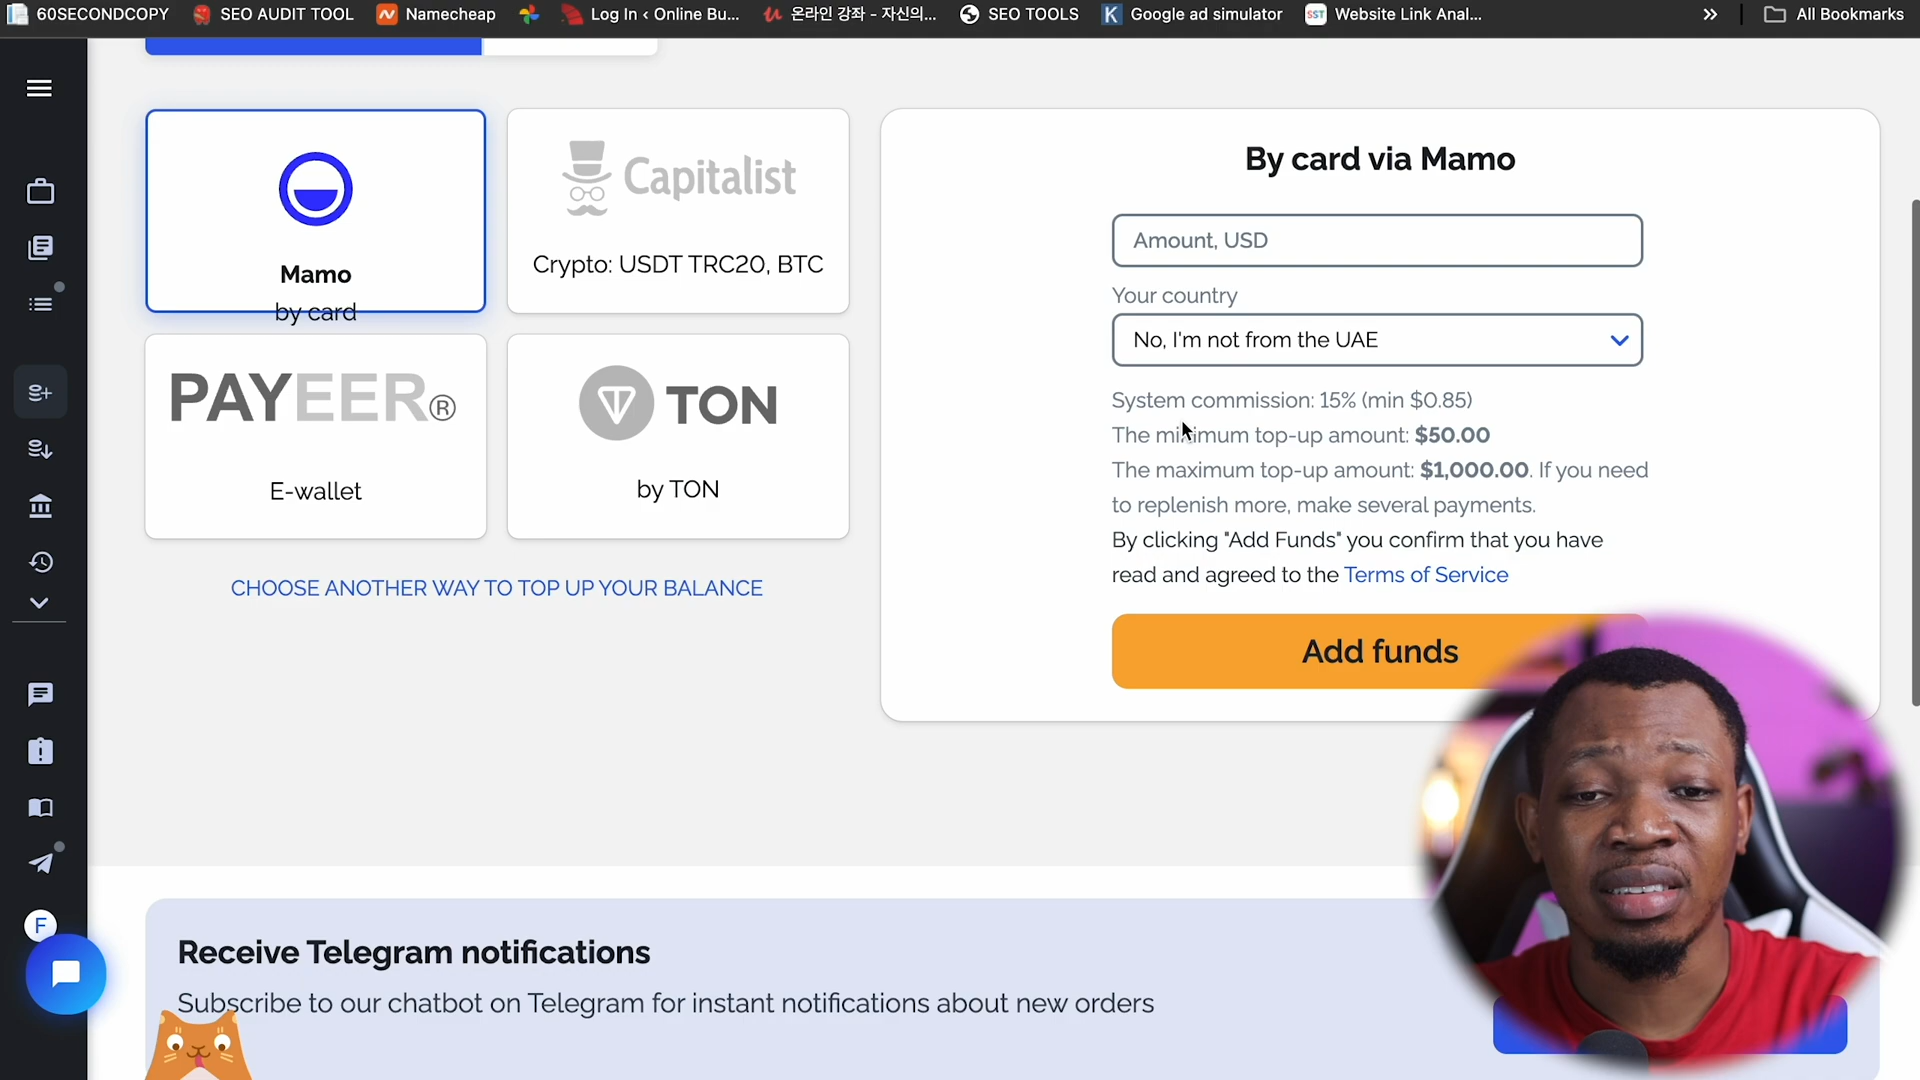 60SECONDCOPY
SEO AUDIT TOOL
Namecheap
Log In ‹ Online Bu...
온라인 강좌 - 자신의...
SEO TOOLS
K
Google ad simulator
SST
Website Link Anal...
»
All Bookmarks
Mamo
by card
Capitalist
Crypto: USDT TRC20, BTC
PAYEER®
E-wallet
TON
by TON
CHOOSE ANOTHER WAY TO TOP UP YOUR BALANCE
By card via Mamo
Amount, USD
Your country
No, I'm not from the UAE
System commission: 15% (min $0.85)
The minimum top-up amount: $50.00
The maximum top-up amount: $1,000.00. If you need
to replenish more, make several payments.
By clicking "Add Funds" you confirm that you have
read and agreed to the Terms of Service
Add funds
F
Receive Telegram notifications
Subscribe to our chatbot on Telegram for instant notifications about new orders